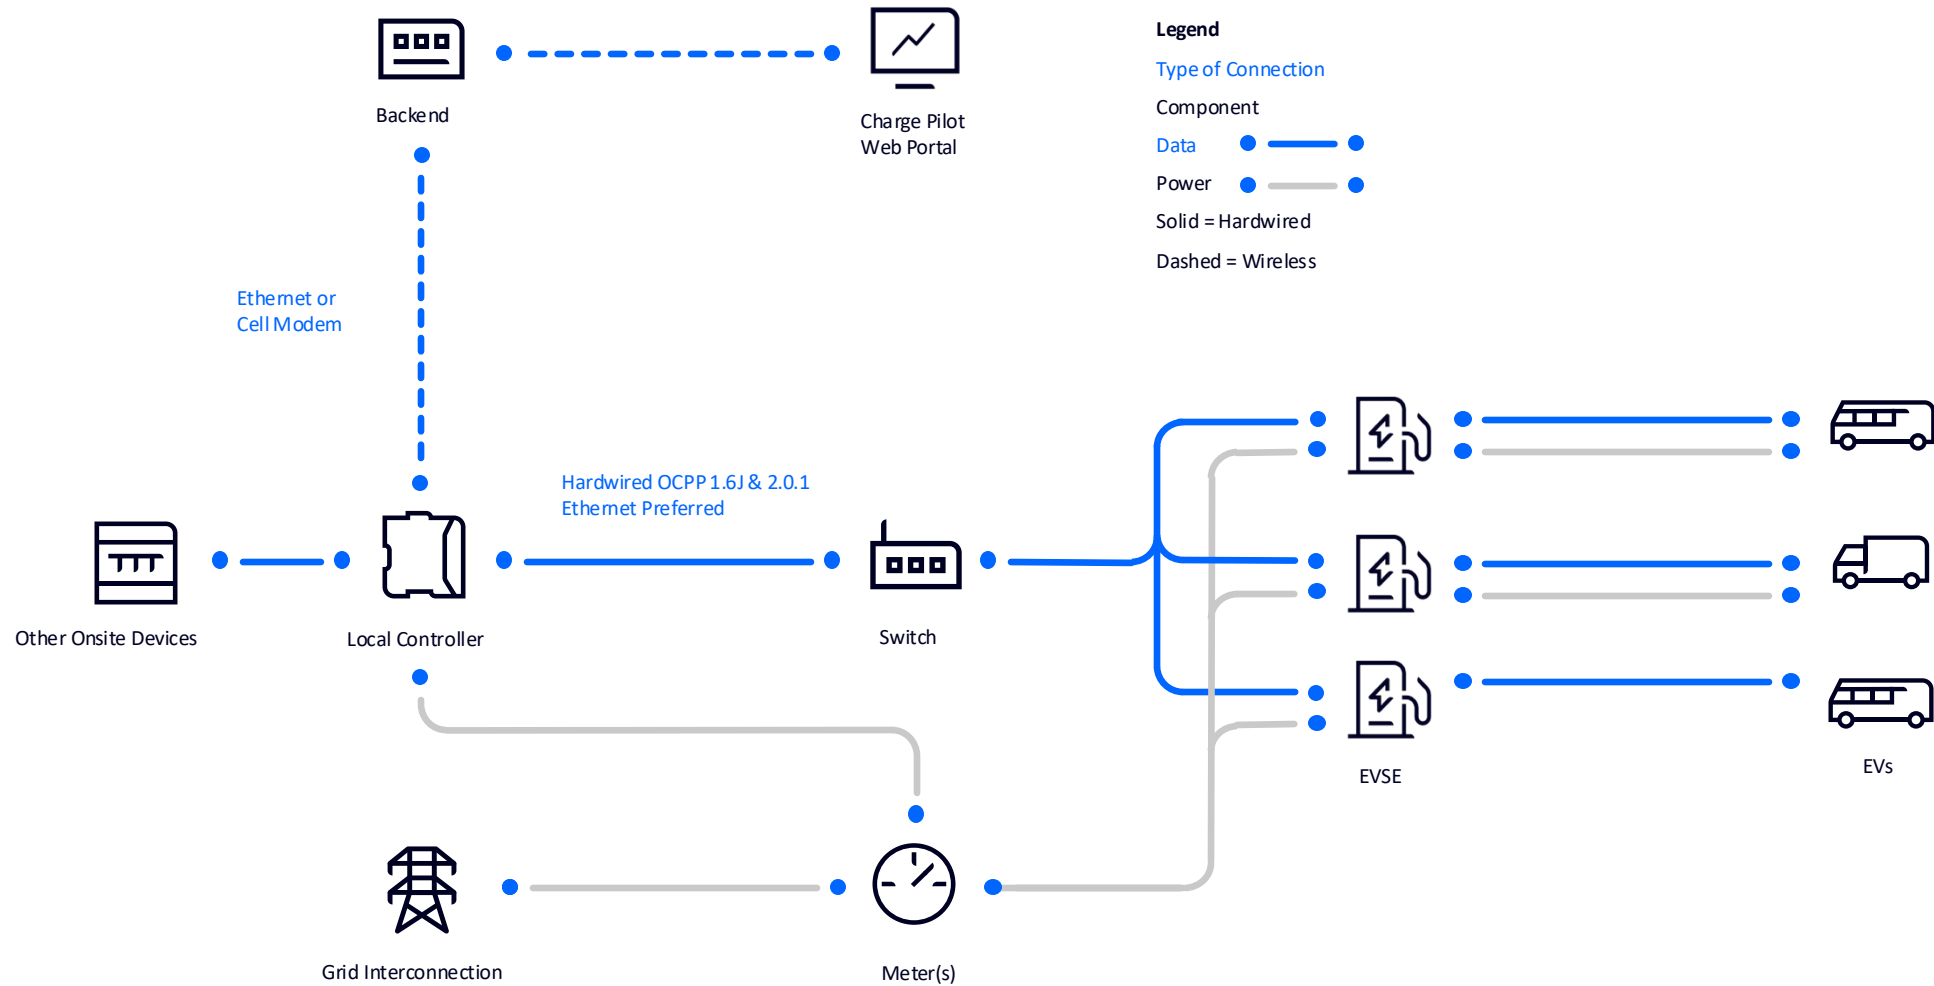 Backend
Charge Pilot
Web Portal
Legend
Type of Connection
Component
Data
Power
Solid = Hardwired
Dashed = Wireless
Ethernet or
Cell Modem
Hardwired OCPP 1.6J & 2.0.1
Ethernet Preferred
Other Onsite Devices
Local Controller
Switch
EVSE
EVs
Grid Interconnection
Meter(s)